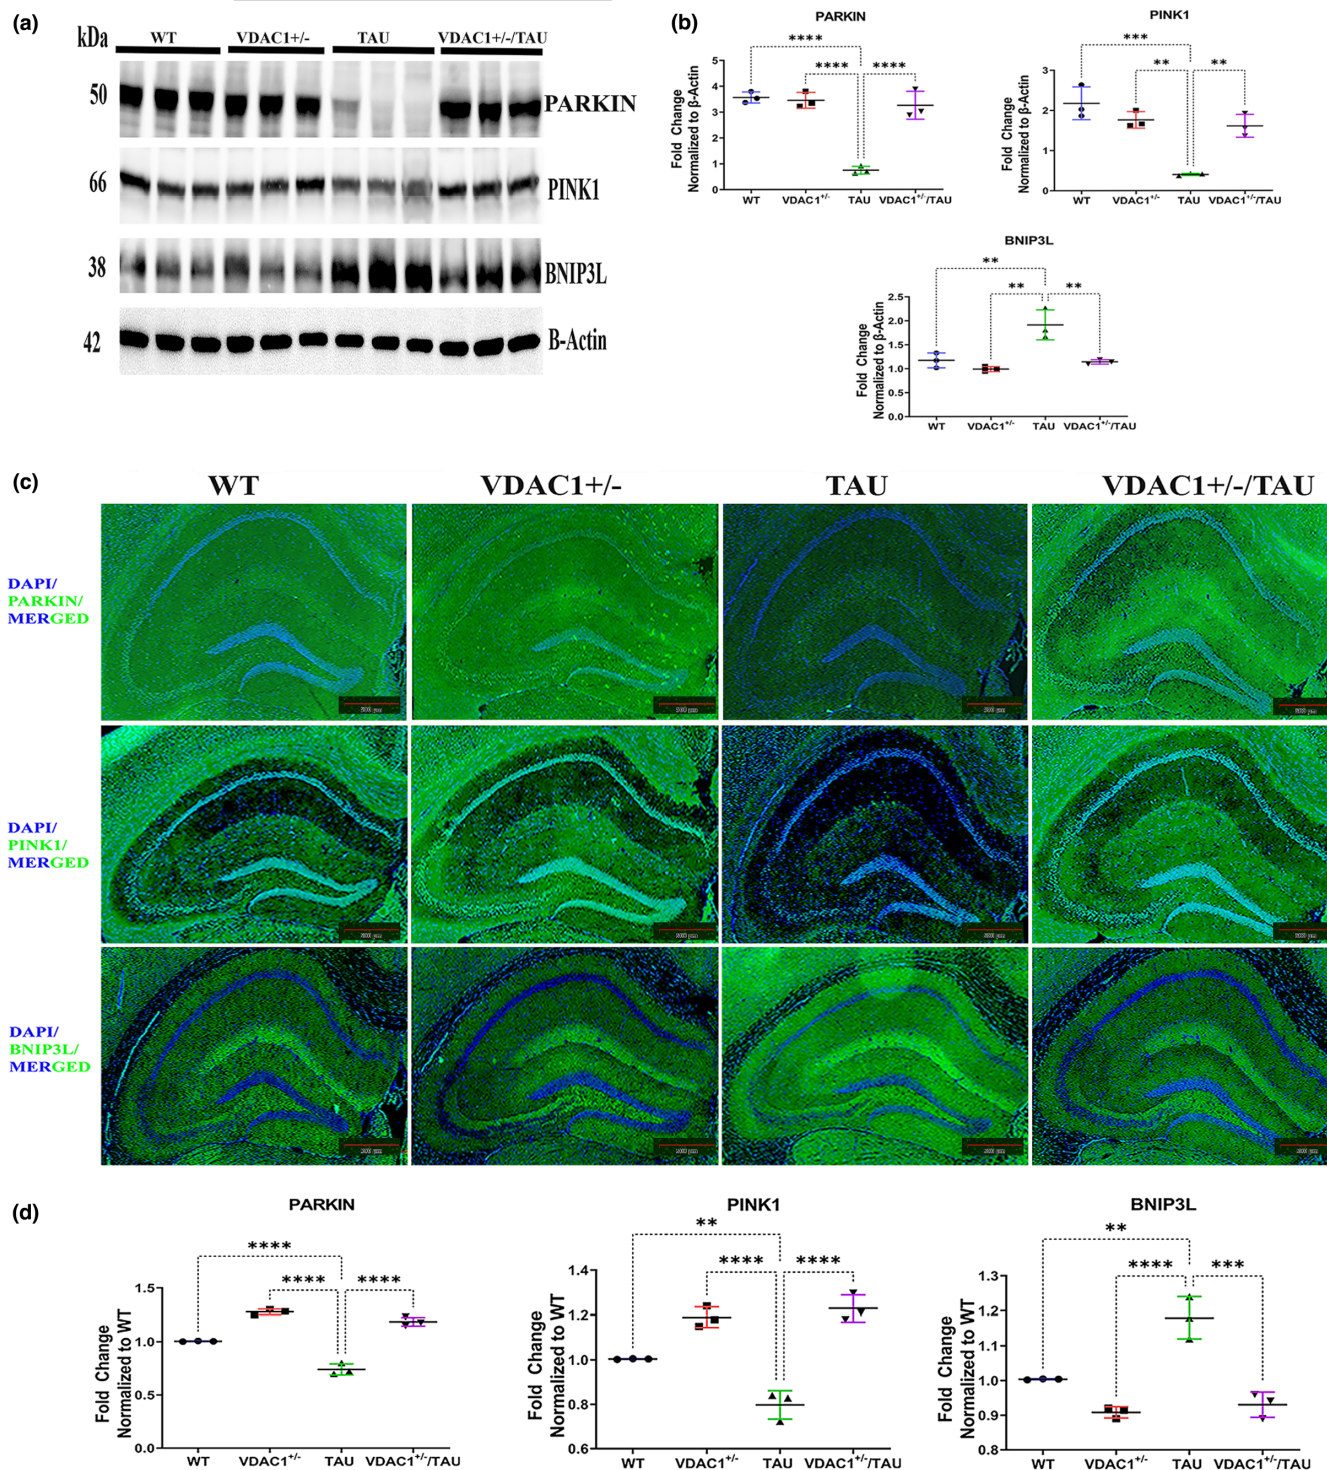 (a)
kDa
WT
VDAC1+/-
TAU
VDAC1+/-/TAU
50
PARKIN
66
PINK1
38
BNIP3L
42
B-Actin
(b)
PARKIN
****
**** ****
Fold Change
Normalized to β-Actin
5
4
3
2
1
0
WT VDAC1+/- TAU VDAC1+/-/TAU
PINK1
***
** **
Fold Change
Normalized to β-Actin
3
2
1
0
WT VDAC1+/- TAU VDAC1+/-/TAU
BNIP3L
**
** **
Fold Change
Normalized to β-Actin
2.5
2.0
1.5
1.0
0.5
0.0
WT VDAC1+/- TAU VDAC1+/-/TAU
(c)
WT VDAC1+/- TAU VDAC1+/-/TAU
DAPI/
PARKIN/
MERGED
DAPI/
PINK1/
MERGED
DAPI/
BNIP3L/
MERGED
(d)
PARKIN
****
**** ****
Fold Change
Normalized to WT
1.5
1.0
0.5
0.0
WT VDAC1+/- TAU VDAC1+/-/TAU
PINK1
**
**** ****
Fold Change
Normalized to WT
1.4
1.2
1.0
0.8
0.6
WT VDAC1+/- TAU VDAC1+/-/TAU
BNIP3L
**
**** ***
Fold Change
Normalized to WT
1.3
1.2
1.1
1.0
0.9
0.8
WT VDAC1+/- TAU VDAC1+/-/TAU